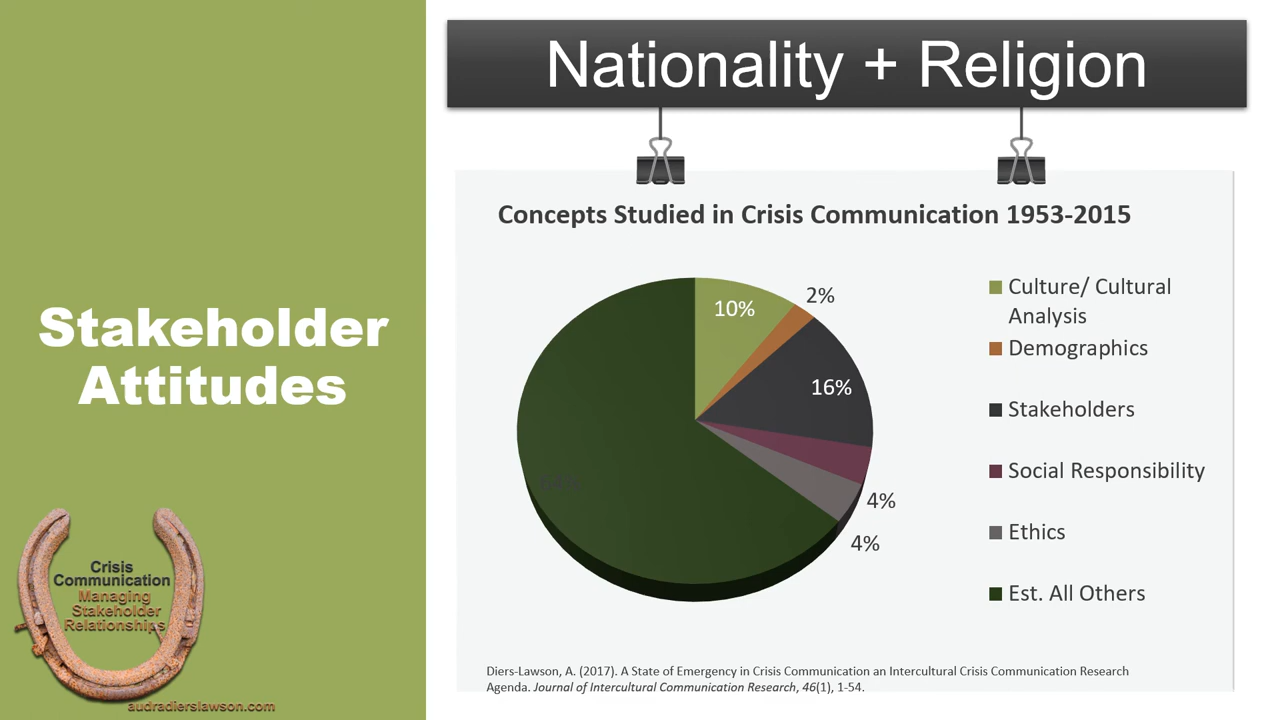 Nationality + Religion
Stakeholder
Attitudes
Concepts Studied in Crisis Communication 1953-2015
10%
2%
16%
4%
4%
Culture/ Cultural
Analysis
Demographics
Stakeholders
Social Responsibility
Ethics
Est. All Others
Diers-Lawson, A. (2017). A State of Emergency in Crisis Communication an Intercultural Crisis Communication Research
Agenda. Journal of Intercultural Communication Research, 46(1), 1-54.
Crisis
Communication
Managing
Stakeholder
Relationships
audradierslawson.com